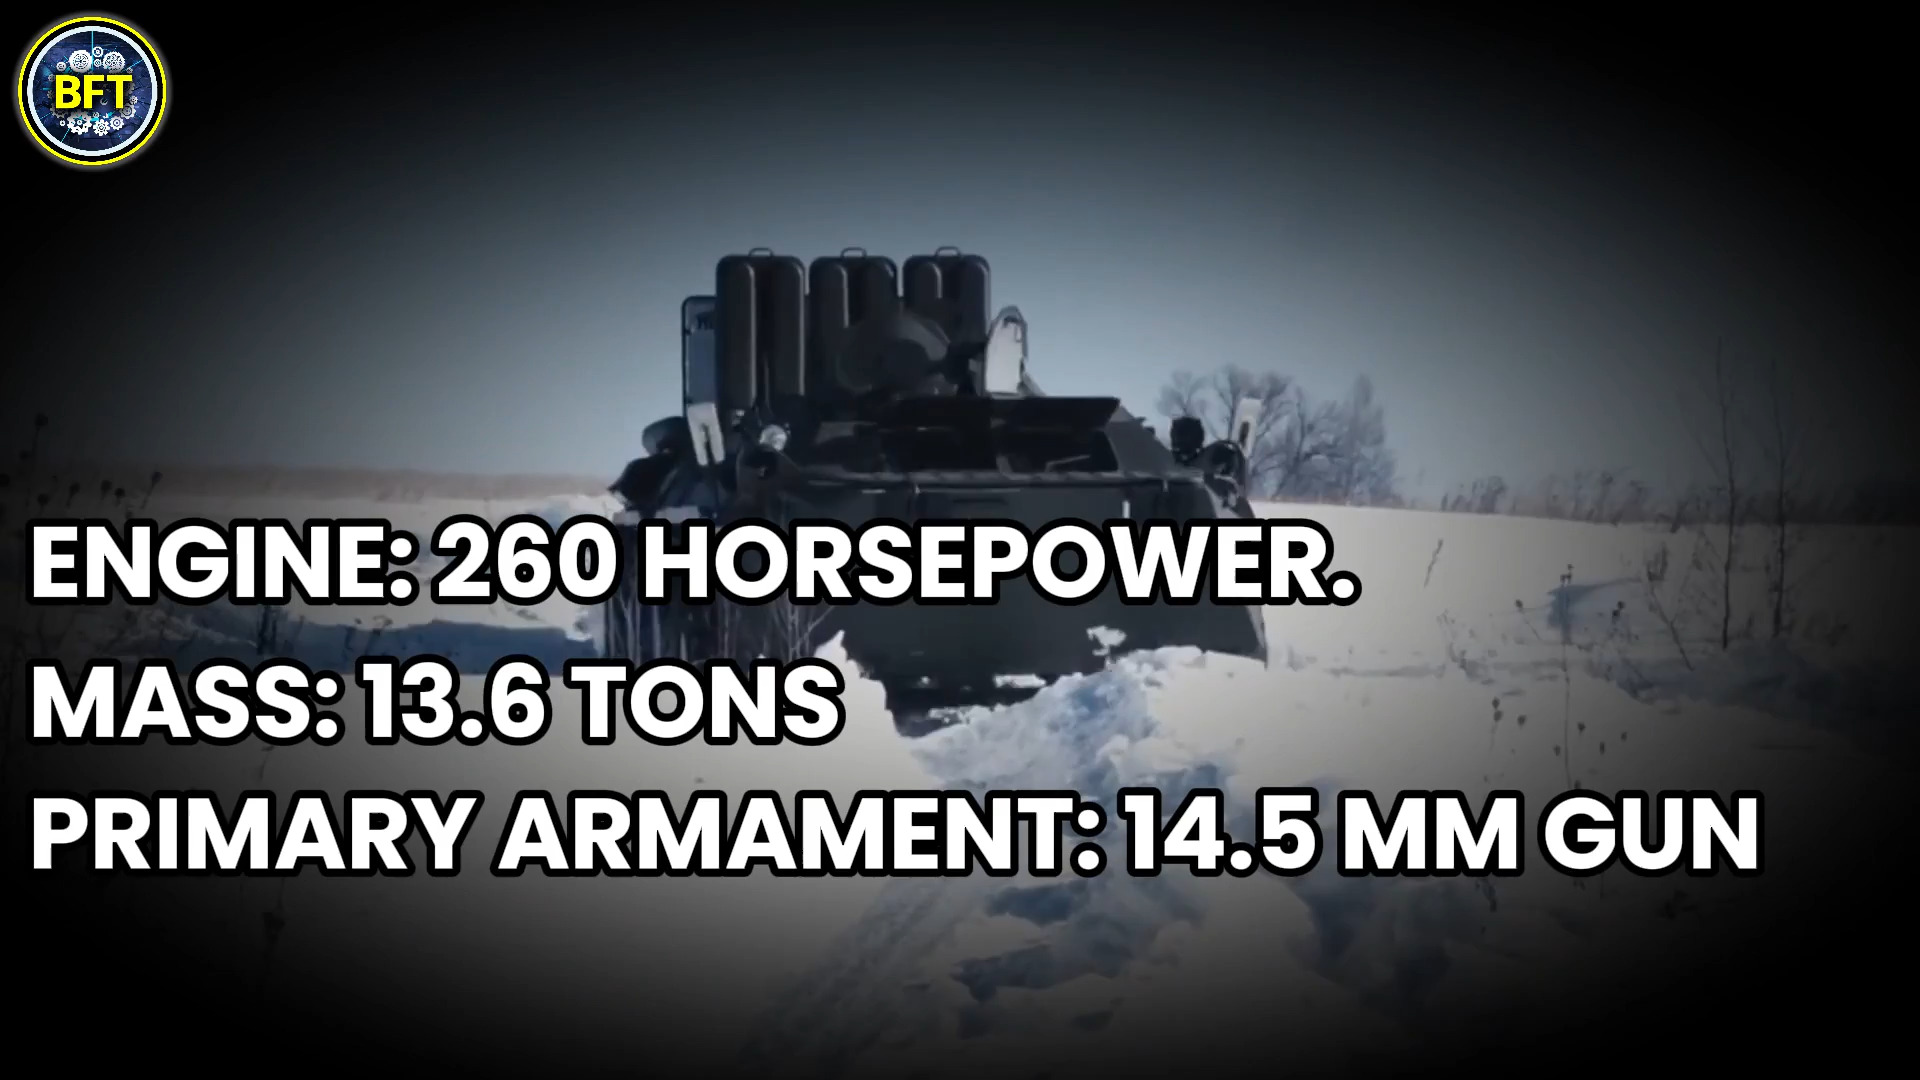 BFT
ENGINE: 260 HORSEPOWER.
MASS: 13.6 TONS
PRIMARY ARMAMENT: 14.5 MM GUN